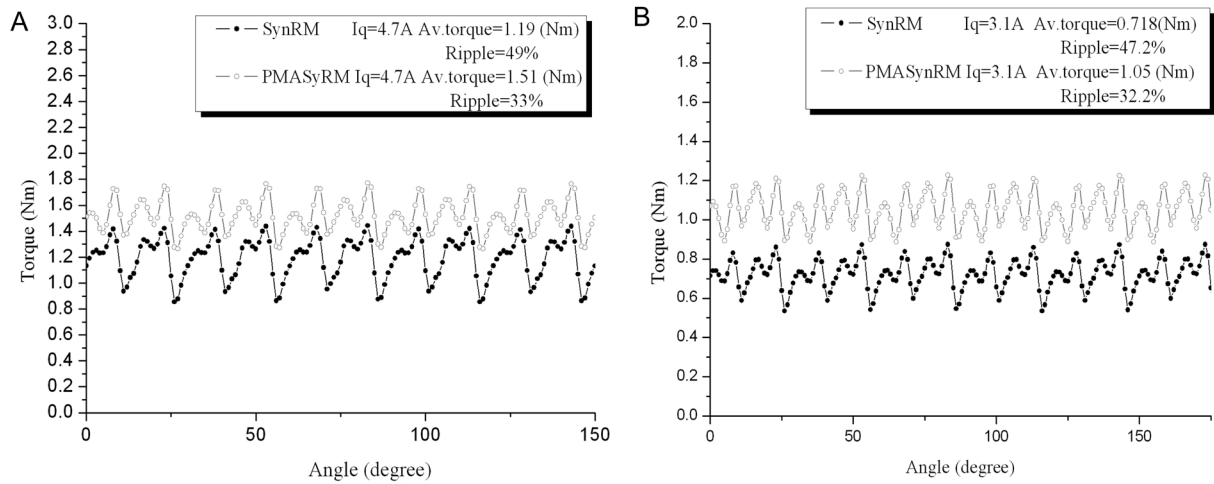 A
SynRM Iq=4.7A Av.torque=1.19 (Nm)
Ripple=49%
PMASyRM Iq=4.7A Av.torque=1.51 (Nm)
Ripple=33%
3.0
2.8
2.6
2.4
2.2
2.0
1.8
1.6
1.4
1.2
1.0
0.8
0.6
0.4
0.2
0.0
Torque (Nm)
0 50 100 150
Angle (degree)
B
SynRM Iq=3.1A Av.torque=0.718(Nm)
Ripple=47.2%
PMASynRM Iq=3.1A Av.torque=1.05 (Nm)
Ripple=32.2%
2.0
1.8
1.6
1.4
1.2
1.0
0.8
0.6
0.4
0.2
0.0
Torque (Nm)
0 50 100 150
Angle (degree)